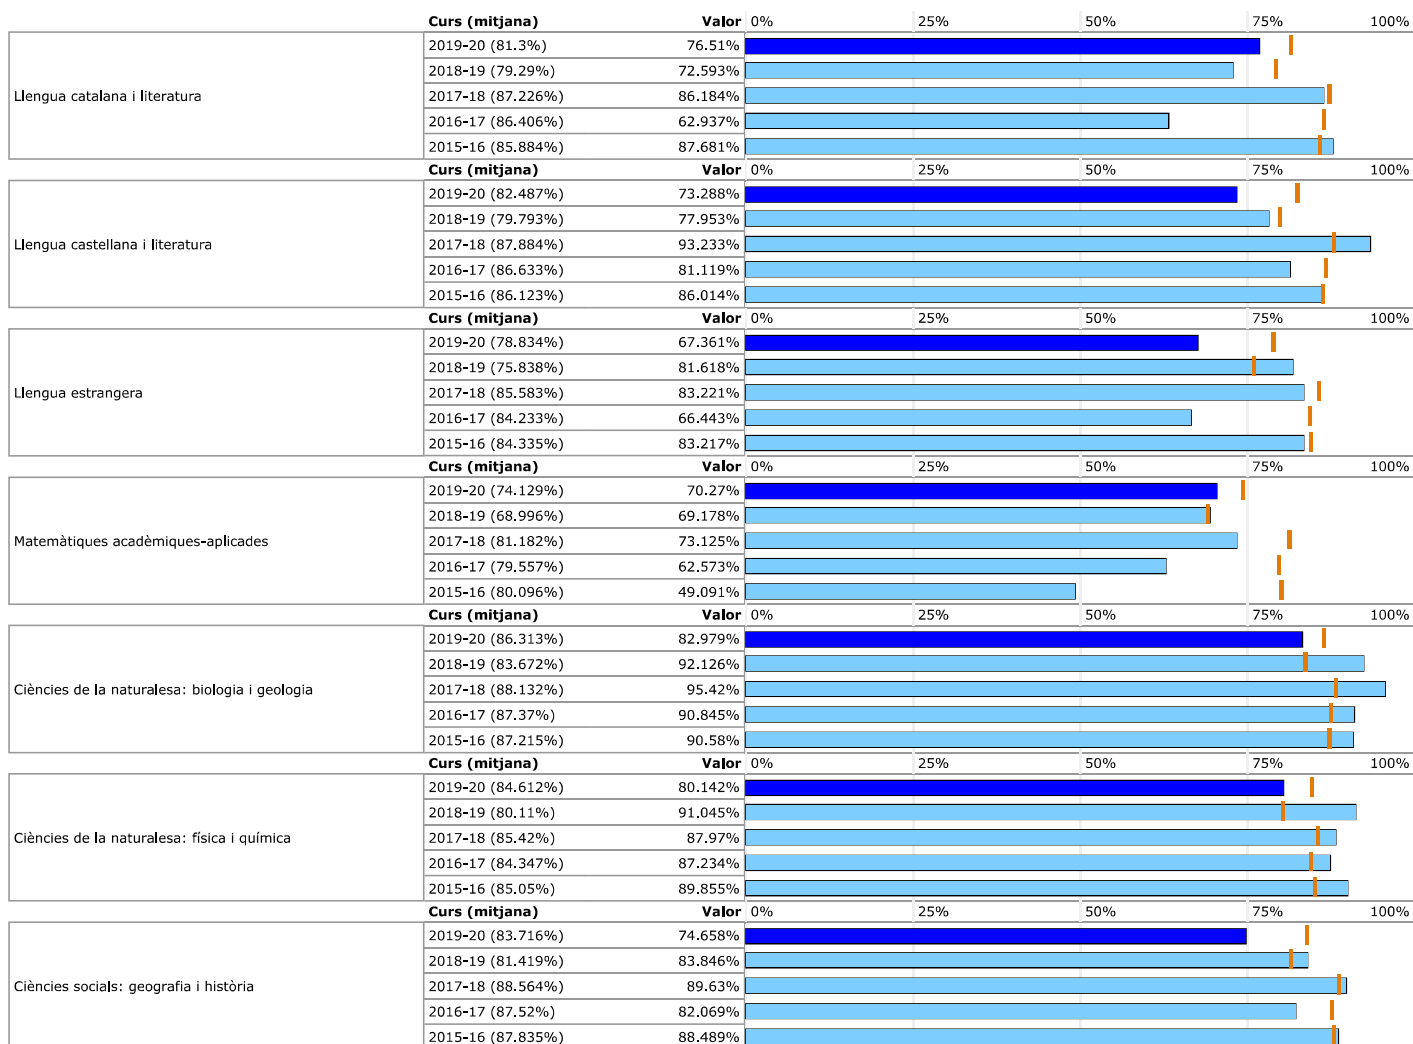 Curs (mitjana) Valor 0% 25% 50% 75% 100%
Llengua catalana i literatura
2019-20 (81.3%) 76.51%
2018-19 (79.29%) 72.593%
2017-18 (87.226%) 86.184%
2016-17 (86.406%) 62.937%
2015-16 (85.884%) 87.681%
Curs (mitjana) Valor 0% 25% 50% 75% 100%
Llengua castellana i literatura
2019-20 (82.487%) 73.288%
2018-19 (79.793%) 77.953%
2017-18 (87.884%) 93.233%
2016-17 (86.633%) 81.119%
2015-16 (86.123%) 86.014%
Curs (mitjana) Valor 0% 25% 50% 75% 100%
Llengua estrangera
2019-20 (78.834%) 67.361%
2018-19 (75.838%) 81.618%
2017-18 (85.583%) 83.221%
2016-17 (84.233%) 66.443%
2015-16 (84.335%) 83.217%
Curs (mitjana) Valor 0% 25% 50% 75% 100%
Matemàtiques acadèmiques-aplicades
2019-20 (74.129%) 70.27%
2018-19 (68.996%) 69.178%
2017-18 (81.182%) 73.125%
2016-17 (79.557%) 62.573%
2015-16 (80.096%) 49.091%
Curs (mitjana) Valor 0% 25% 50% 75% 100%
Ciències de la naturalesa: biologia i geologia
2019-20 (86.313%) 82.979%
2018-19 (83.672%) 92.126%
2017-18 (88.132%) 95.42%
2016-17 (87.37%) 90.845%
2015-16 (87.215%) 90.58%
Curs (mitjana) Valor 0% 25% 50% 75% 100%
Ciències de la naturalesa: física i química
2019-20 (84.612%) 80.142%
2018-19 (80.11%) 91.045%
2017-18 (85.42%) 87.97%
2016-17 (84.347%) 87.234%
2015-16 (85.05%) 89.855%
Curs (mitjana) Valor 0% 25% 50% 75% 100%
Ciències socials: geografia i història
2019-20 (83.716%) 74.658%
2018-19 (81.419%) 83.846%
2017-18 (88.564%) 89.63%
2016-17 (87.52%) 82.069%
2015-16 (87.835%) 88.489%